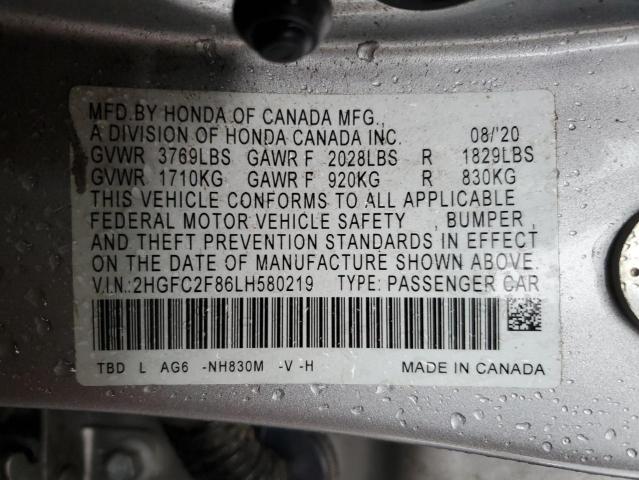 MFD.BY HONDA OF CANADA MFG.,
A DIVISION OF HONDA CANADA INC. 08/'20
GVWR 3769LBS GAWR F 2028LBS R 1829LBS
GVWR 1710KG GAWR F 920KG R 830KG
THIS VEHICLE CONFORMS TO ALL APPLICABLE
FEDERAL MOTOR VEHICLE SAFETY , BUMPER,
AND THEFT PREVENTION STANDARDS IN EFFECT
ON THE DATE OF MANUFACTURE SHOWN ABOVE.
V.I.N.:2HGFC2F86LH580219 TYPE: PASSENGER CAR
TBD L AG6 -NH830M -V -H MADE IN CANADA